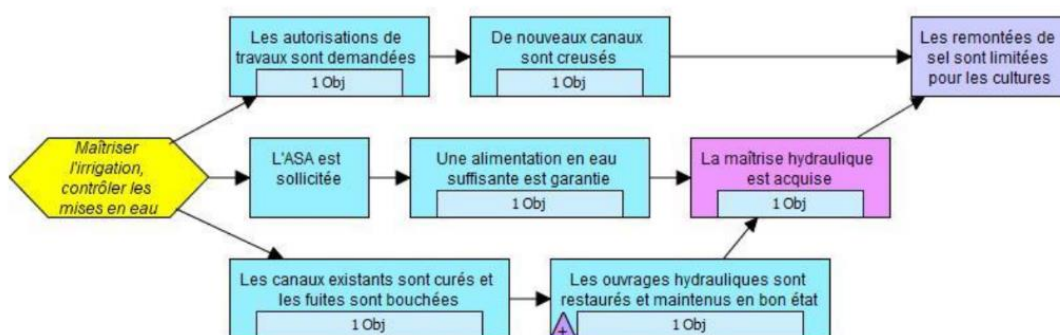 Les autorisations de
travaux sont demandées
1 Obj
De nouveaux canaux
sont creusés
1 Obj
Les remontées de
sel sont limitées
pour les cultures
Maîtriser
l'irrigation,
contrôler les
mises en eau
L'ASA est
sollicitée
Une alimentation en eau
suffisante est garantie
1 Obj
La maîtrise hydraulique
est acquise
1 Obj
Les canaux existants sont curés et
les fuites sont bouchées
1 Obj
Les ouvrages hydrauliques sont
restaurés et maintenus en bon état
+
1 Obj